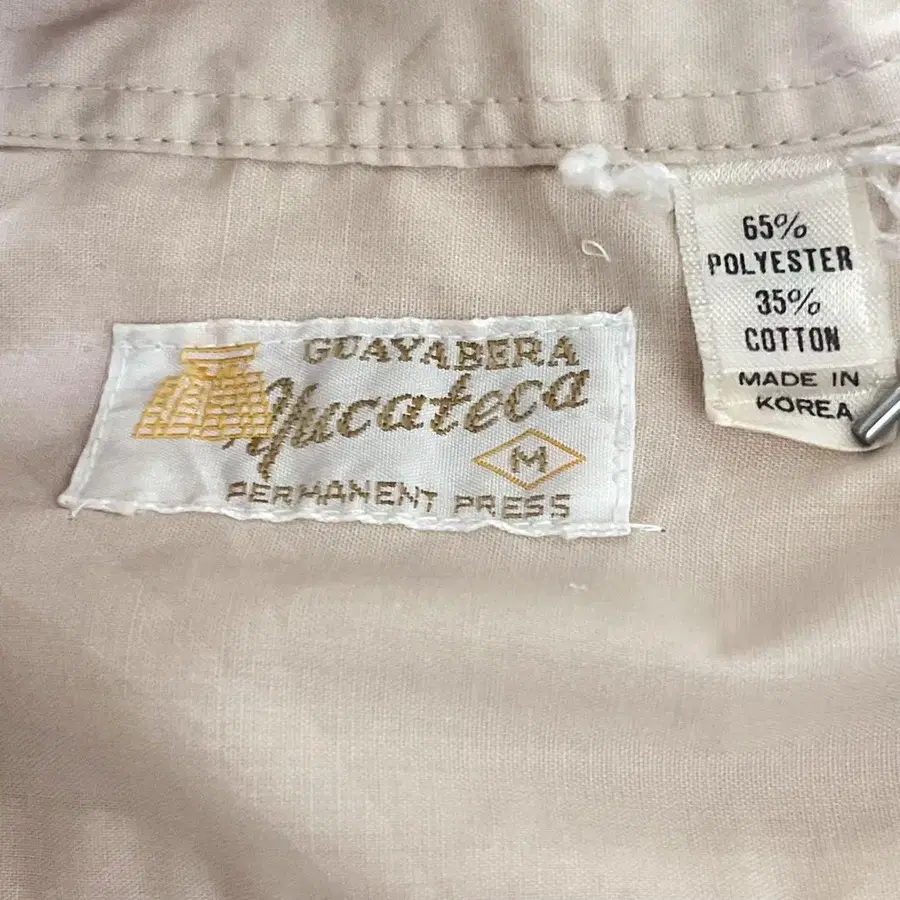 GUAYABERA
Yucateca
M
PERMANENT PRESS
65%
POLYESTER
35%
COTTON
MADE IN
KOREA